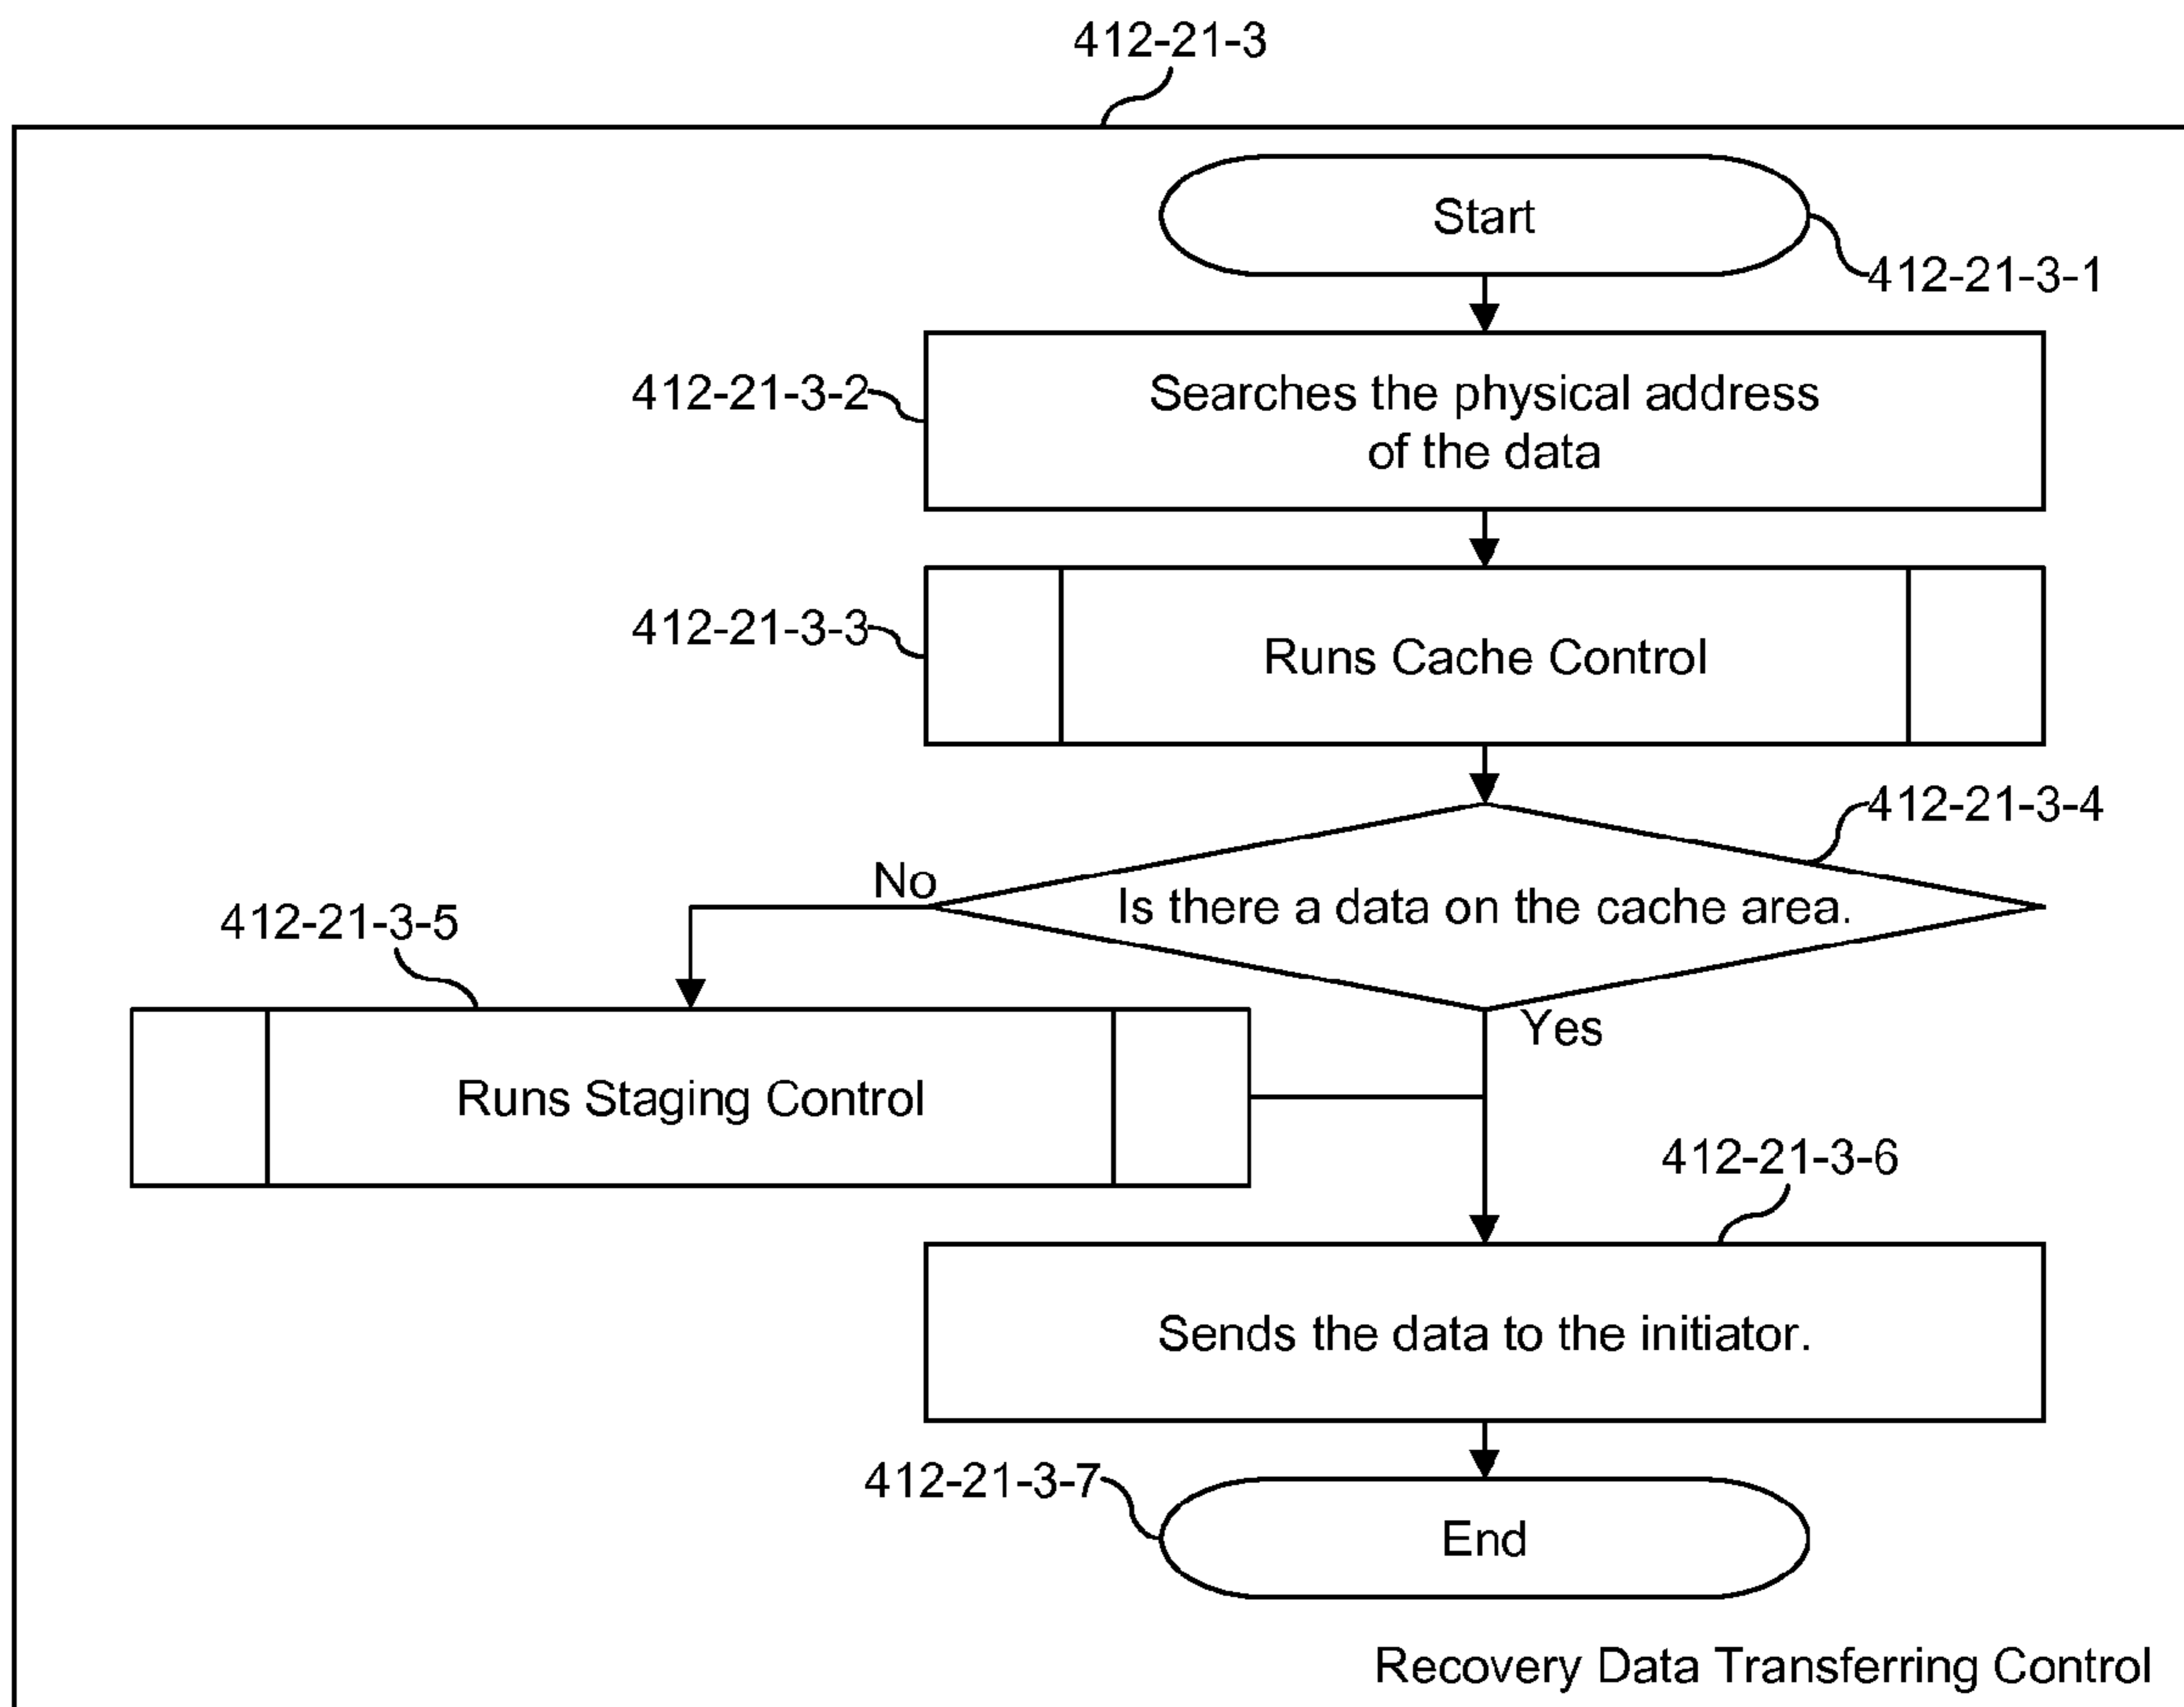 412-21-3
Start
412-21-3-1
412-21-3-2
Searches the physical address
of the data
412-21-3-3
Runs Cache Control
412-21-3-4
No
Is there a data on the cache area.
412-21-3-5
Yes
Runs Staging Control
412-21-3-6
Sends the data to the initiator.
412-21-3-7
End
Recovery Data Transferring Control